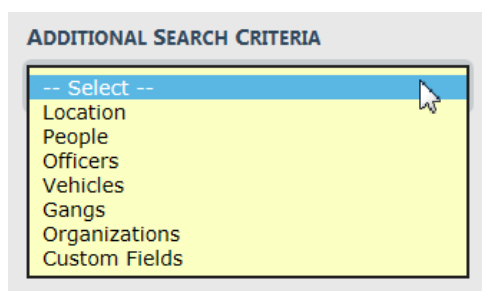 ADDITIONAL SEARCH CRITERIA
-- Select --
Location
People
Officers
Vehicles
Gangs
Organizations
Custom Fields